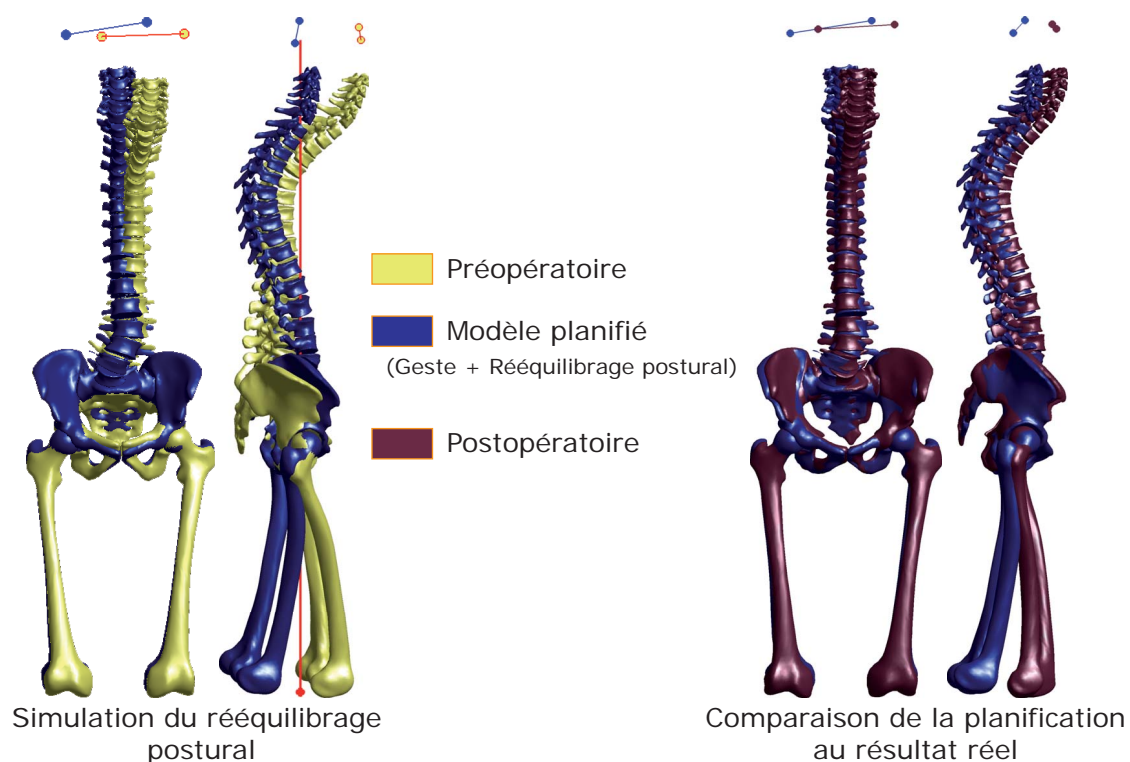 Préopératoire
Modèle planifié
(Geste + Rééquilibrage postural)
Postopératoire
Simulation du rééquilibrage
postural
Comparaison de la planification
au résultat réel